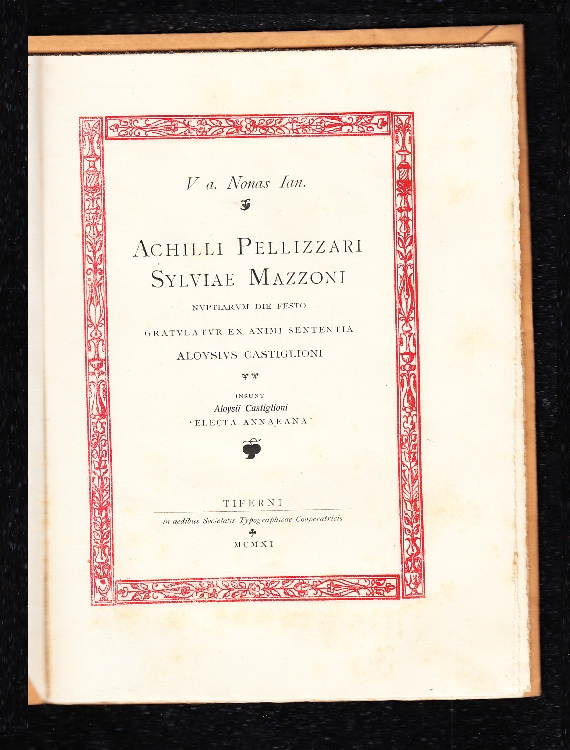 V a. Nonas Ian.
ACHILLI PELLIZZARI
SYLVIAE MAZZONI
NVPTIARVM DIE FESTO
GRATVLATVR EX ANIMI SENTENTIA
ALOYSIVS CASTIGLIONI
INSUNT
Aloysii Castiglioni
"ELECTA ANNAEANA"
TIFERNI
in aedibus Societatis Typographicae Cooperatricis
MCMXI